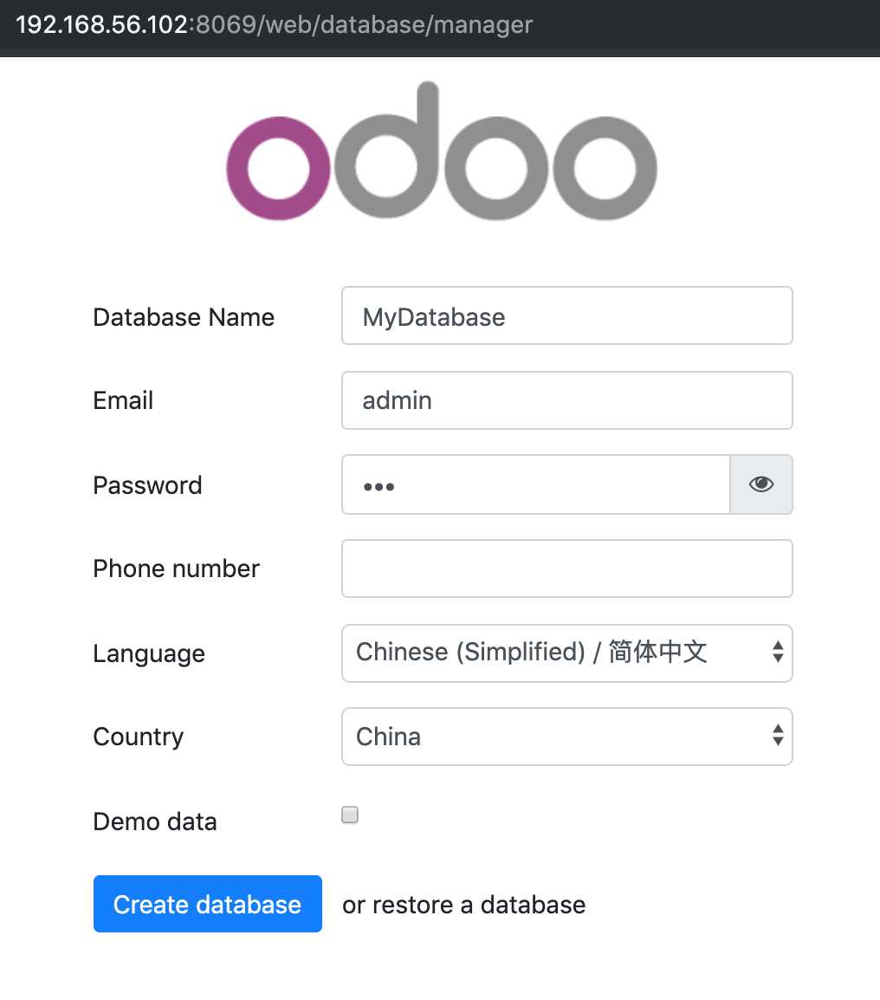 192.168.56.102:8069/web/database/manager
odoo
Database Name MyDatabase
Email admin
Password •••
Phone number
Language Chinese (Simplified) / 简体中文
Country China
Demo data
Create database or restore a database